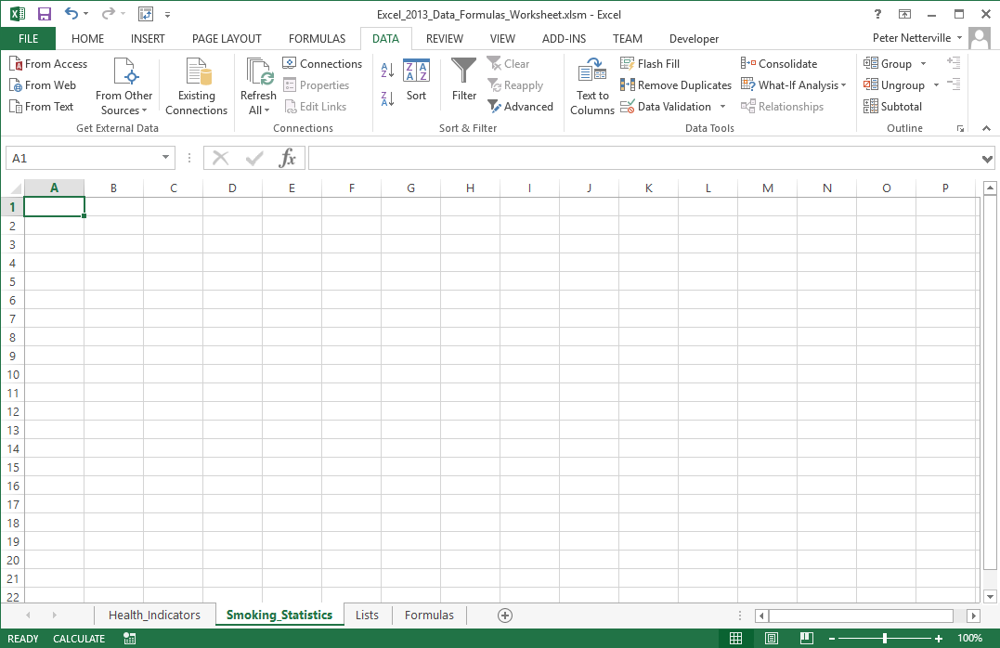 Excel_2013_Data_Formulas_Worksheet.xlsm - Excel
?
FILE HOME INSERT PAGE LAYOUT FORMULAS DATA REVIEW VIEW ADD-INS TEAM Developer Peter Netterville
From Access
From Web
From Text
From Other
Sources
Existing
Connections
Get External Data
Refresh
All
Connections
Properties
Edit Links
Connections
Sort
Filter
Clear
Reapply
Advanced
Sort & Filter
Text to
Columns
Flash Fill
Remove Duplicates
Data Validation
Consolidate
What-If Analysis
Relationships
Data Tools
Group
Ungroup
Subtotal
Outline
A1 fx
A B C D E F G H I J K L M N O P
1
2
3
4
5
6
7
8
9
10
11
12
13
14
15
16
17
18
19
20
21
22
Health_Indicators Smoking_Statistics Lists Formulas
READY CALCULATE 100%